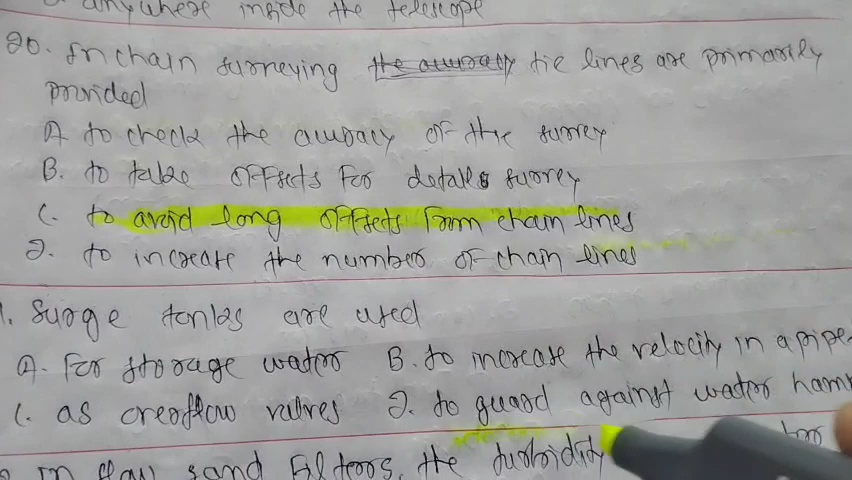 anywhere inside the telescope
20. In chain surveying the accuracy tie lines are primarily
provided
A. to check the accuracy of the survey
B. to take offsets for details survey
C. to avoid long offsets from chain lines
D. to increase the number of chain lines
1. Surge tanks are used
A. For storage water B. to increase the velocity in a pipe
C. as overflow valves D. to guard against water hamm
in slow sand filters, the turbidity